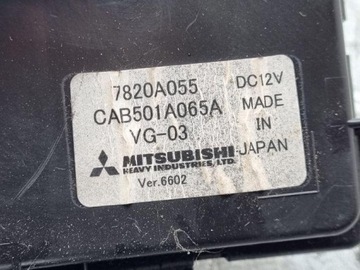 7820A055 DC12V
CAB501A065A MADE
VG-03 IN
MITSUBISHI JAPAN
HEAVY INDUSTRIES, LTD.
Ver.6602